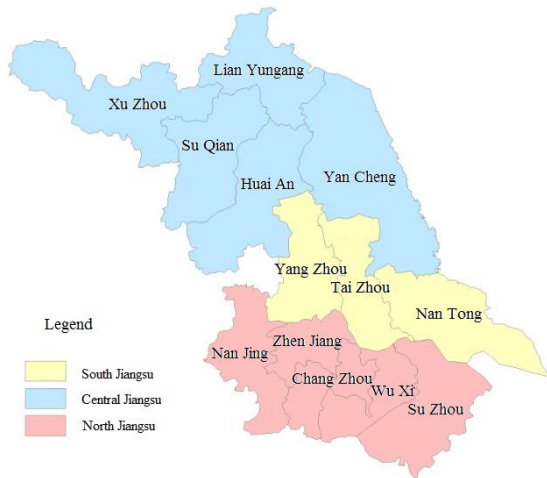 Lian Yungang
Xu Zhou
Su Qian
Yan Cheng
Huai An
Yang Zhou
Tai Zhou
Nan Tong
Legend
Zhen Jiang
Nan Jing
Chang Zhou
Wu Xi
Su Zhou
South Jiangsu
Central Jiangsu
North Jiangsu